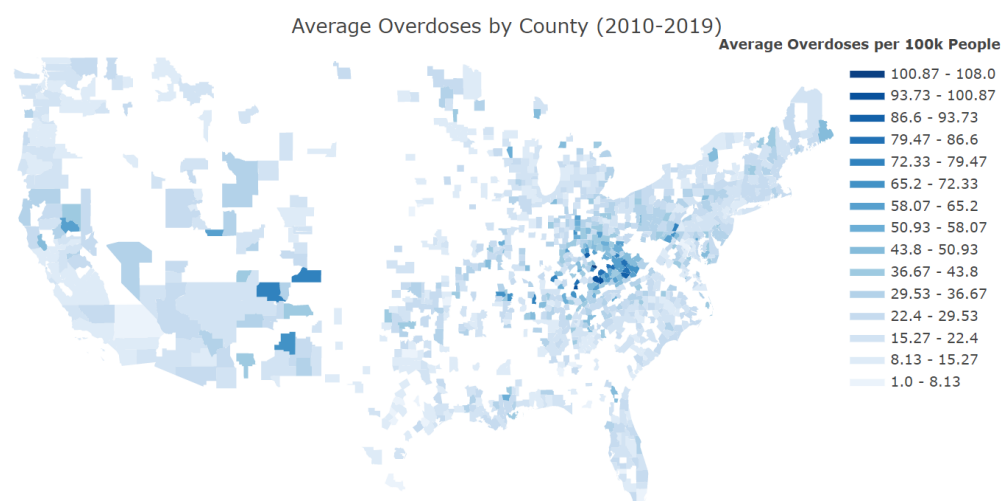 Average Overdoses by County (2010-2019)
Average Overdoses per 100k People
100.87 - 108.0
93.73 - 100.87
86.6 - 93.73
79.47 - 86.6
72.33 - 79.47
65.2 - 72.33
58.07 - 65.2
50.93 - 58.07
43.8 - 50.93
36.67 - 43.8
29.53 - 36.67
22.4 - 29.53
15.27 - 22.4
8.13 - 15.27
1.0 - 8.13